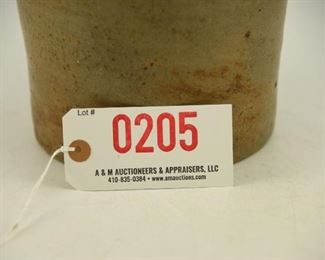 Lot #
0205
A & M AUCTIONEERS & APPRAISERS, LLC
410-835-0384 • www.amauctions.com